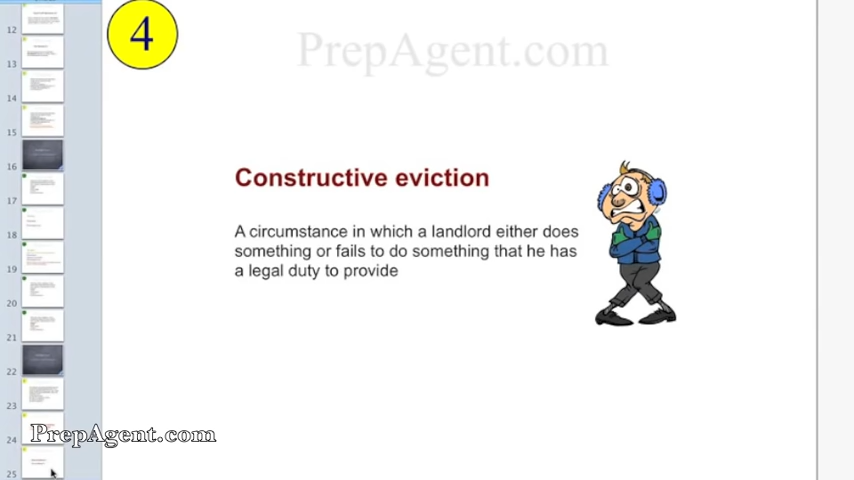 4
PrepAgent.com
Constructive eviction
A circumstance in which a landlord either does
something or fails to do something that he has
a legal duty to provide
12
13
14
15
16
17
18
19
20
21
22
23
24
25
PrepAgent.com